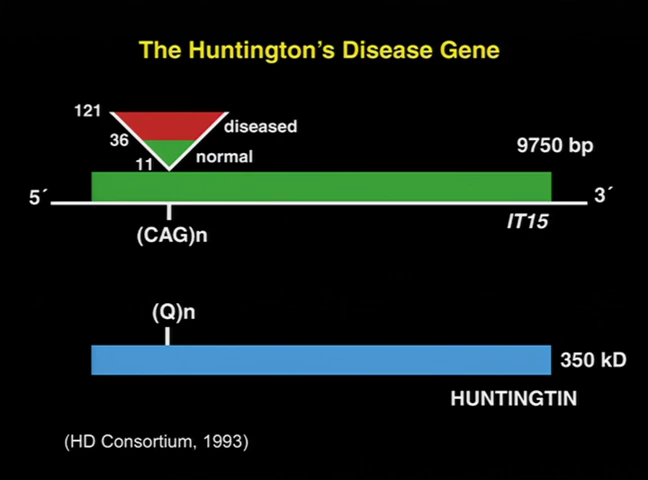 The Huntington's Disease Gene
121
36
11
diseased
normal
9750 bp
5´
3´
(CAG)n
IT15
(Q)n
350 kD
HUNTINGTIN
(HD Consortium, 1993)